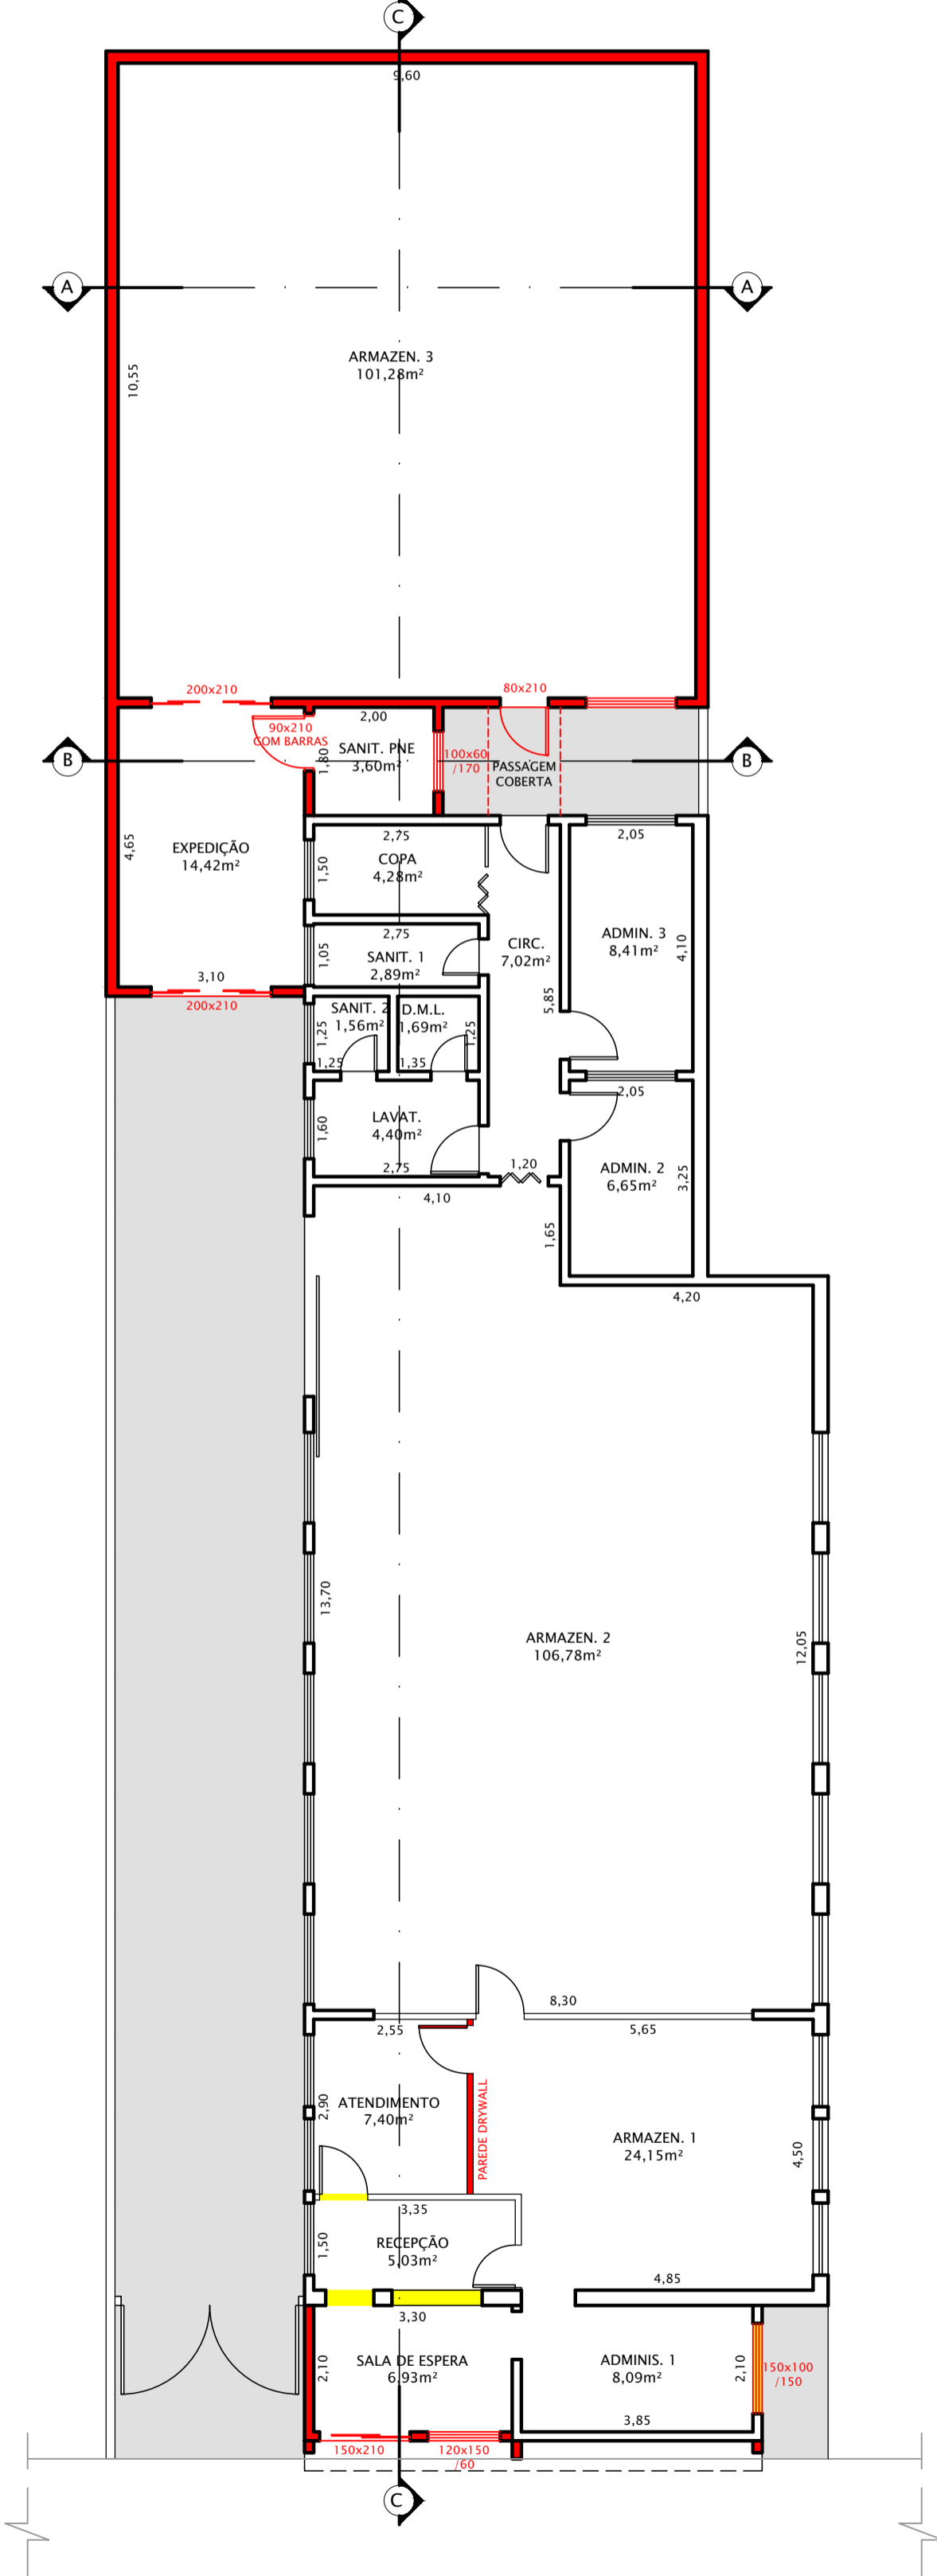 C
9,60
A
A
ARMAZEN. 3
101,28m²
10,55
200x210
80x210
90x210
COM BARRAS
2,00
1,80
SANIT. PNE
3,60m²
100x60
/170
PASSAGEM
COBERTA
B
B
4,65
EXPEDIÇÃO
14,42m²
3,10
200x210
2,75
1,50
COPA
4,28m²
2,75
1,05
SANIT. 1
2,89m²
CIRC.
7,02m²
5,85
2,05
ADMIN. 3
8,41m²
4,10
SANIT. 2
1,56m²
1,25
1,25
D.M.L.
1,69m²
1,35
1,25
2,05
LAVAT.
4,40m²
1,60
2,75
1,20
ADMIN. 2
6,65m²
3,25
4,10
1,65
4,20
13,70
ARMAZEN. 2
106,78m²
12,05
8,30
2,55
5,65
ATENDIMENTO
7,40m²
2,90
PAREDE DRYWALL
ARMAZEN. 1
24,15m²
4,50
3,35
RECEPÇÃO
5,03m²
1,50
4,85
3,30
SALA DE ESPERA
6,93m²
2,10
ADMINIS. 1
8,09m²
2,10
150x100
/150
3,85
150x210
120x150
/60
C